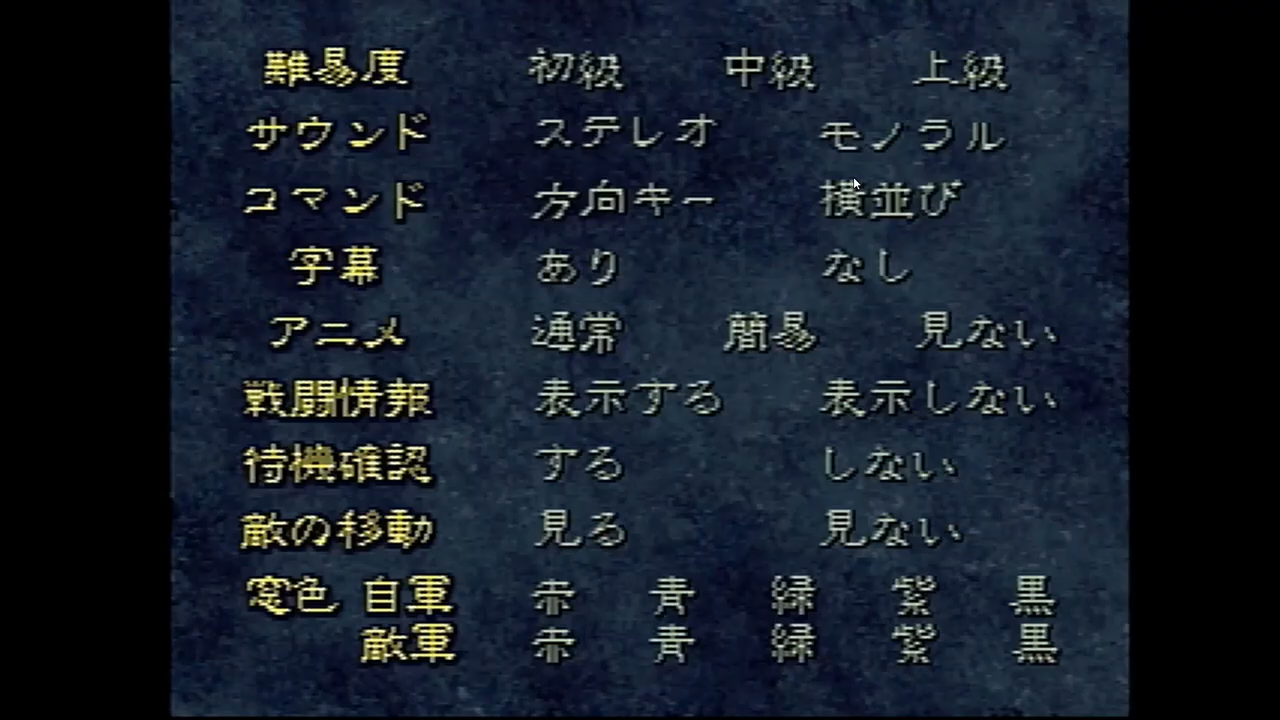 難易度 初級 中級 上級
サウンド ステレオ モノラル
コマンド 方向キー 横並び
字幕 あり なし
アニメ 通常 簡易 見ない
戦闘情報 表示する 表示しない
待機確認 する しない
敵の移動 見る 見ない
窓色 自軍 赤 青 緑 紫 黒
敵軍 赤 青 緑 紫 黒